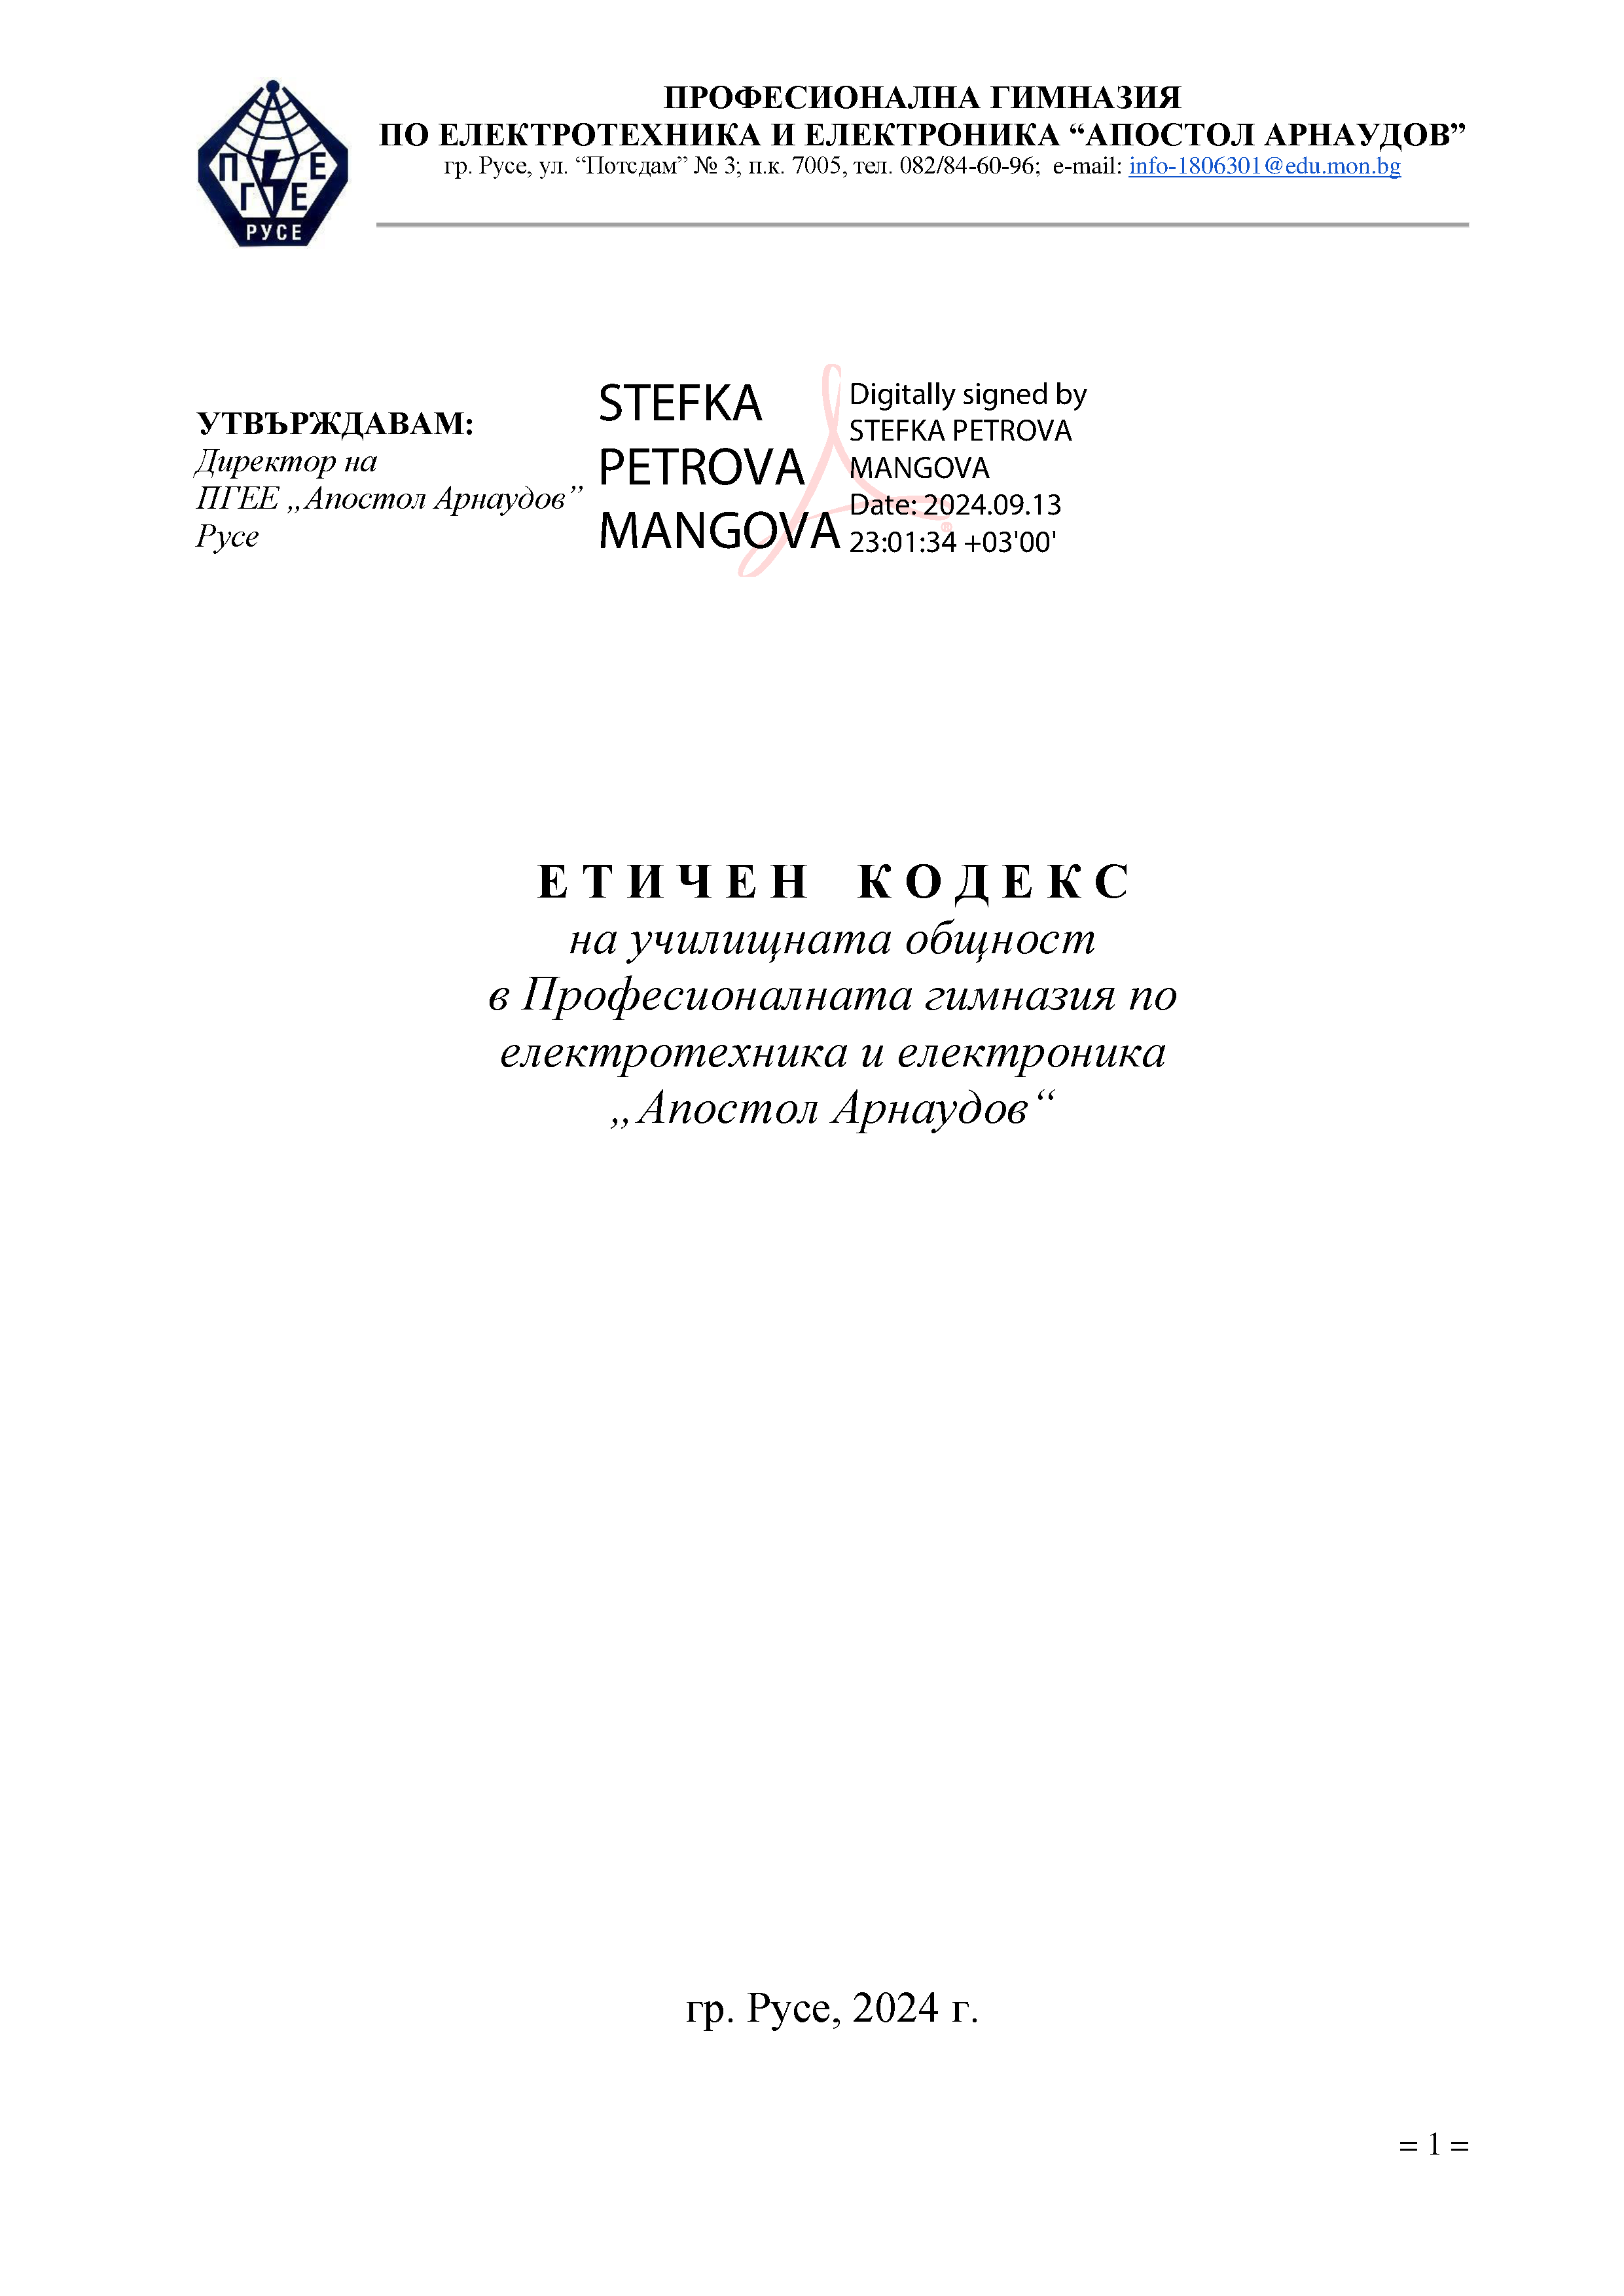 ПРОФЕСИОНАЛНА ГИМНАЗИЯ
ПО ЕЛЕКТРОТЕХНИКА И ЕЛЕКТРОНИКА “АПОСТОЛ АРНАУДОВ”
гр. Русе, ул. “Потсдам” № 3; п.к. 7005, тел. 082/84-60-96; e-mail: info-1806301@edu.mon.bg
П Е
Г Е
РУСЕ
УТВЪРЖДАВАМ:
Директор на
ПГЕЕ „Апостол Арнаудов”
Русе
STEFKA
PETROVA
MANGOVA
Digitally signed by
STEFKA PETROVA
MANGOVA
Date: 2024.09.13
23:01:34 +03'00'
Е Т И Ч Е Н К О Д Е К С
на училищната общност
в Професионалната гимназия по
електротехника и електроника
„Апостол Арнаудов“
гр. Русе, 2024 г.
= 1 =